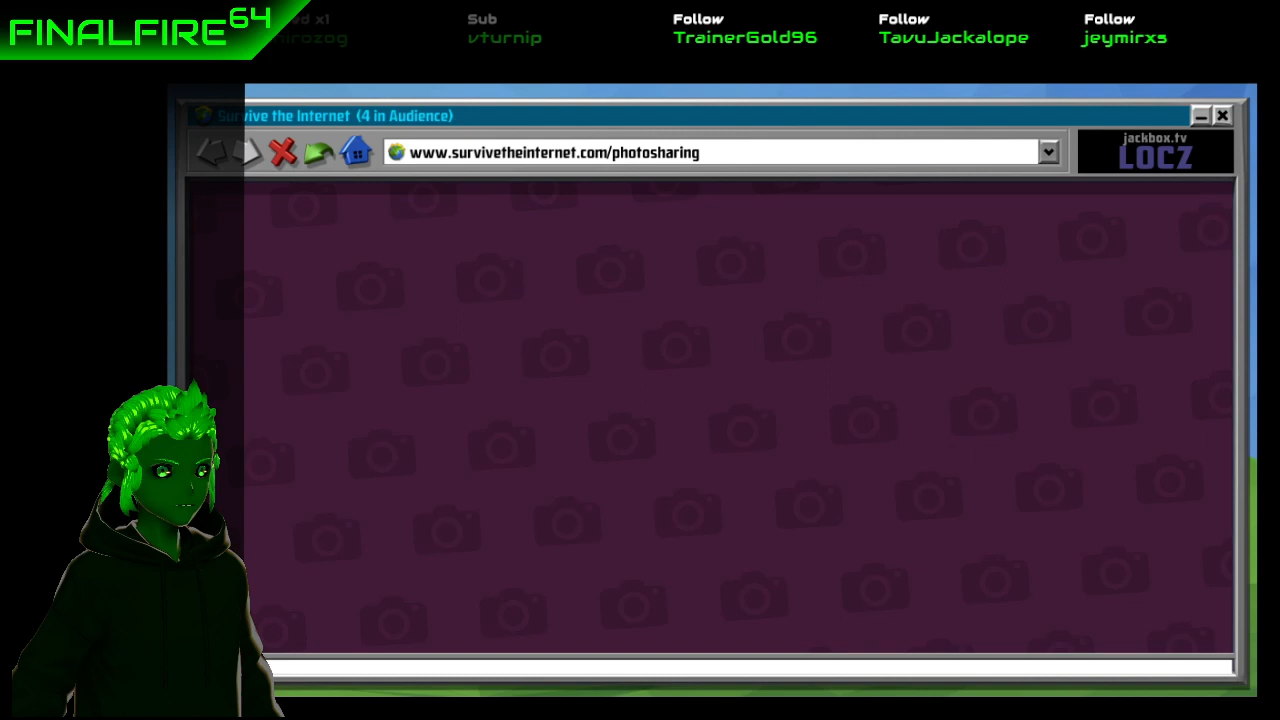 FINALFIRE64
x1
Sub
vturnip
Follow
TrainerGold96
Follow
TavuJackalope
Follow
jeymirxs
Survive the Internet (4 in Audience)
www.survivetheinternet.com/photosharing
jackbox.tv
LOCZ